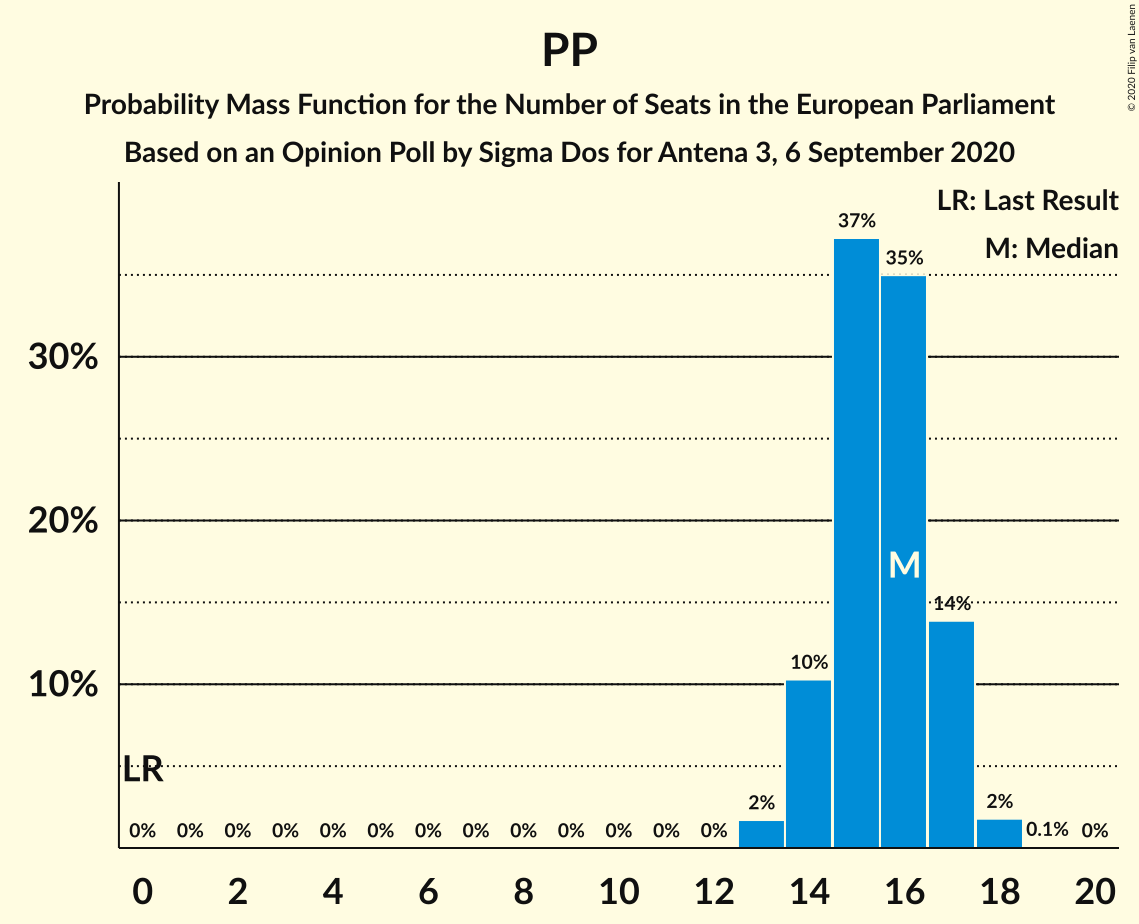 PP
Probability Mass Function for the Number of Seats in the European Parliament
Based on an Opinion Poll by Sigma Dos for Antena 3, 6 September 2020
© 2020 Filip van Laenen
LR: Last Result
M: Median
37%
35%
30%
20%
M
14%
10%
10%
LR
2%
2%
0% 0% 0% 0% 0% 0% 0% 0% 0% 0% 0% 0% 0% 0.1% 0%
0 2 4 6 8 10 12 14 16 18 20